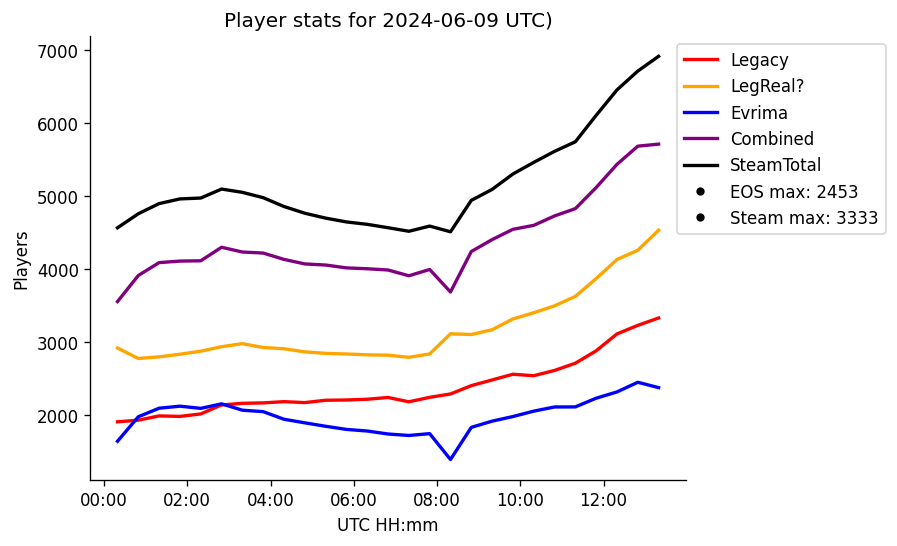 Player stats for 2024-06-09 UTC)
7000
6000
5000
4000
3000
2000
Players
00:00 02:00 04:00 06:00 08:00 10:00 12:00
UTC HH:mm
Legacy
LegReal?
Evrima
Combined
SteamTotal
EOS max: 2453
Steam max: 3333